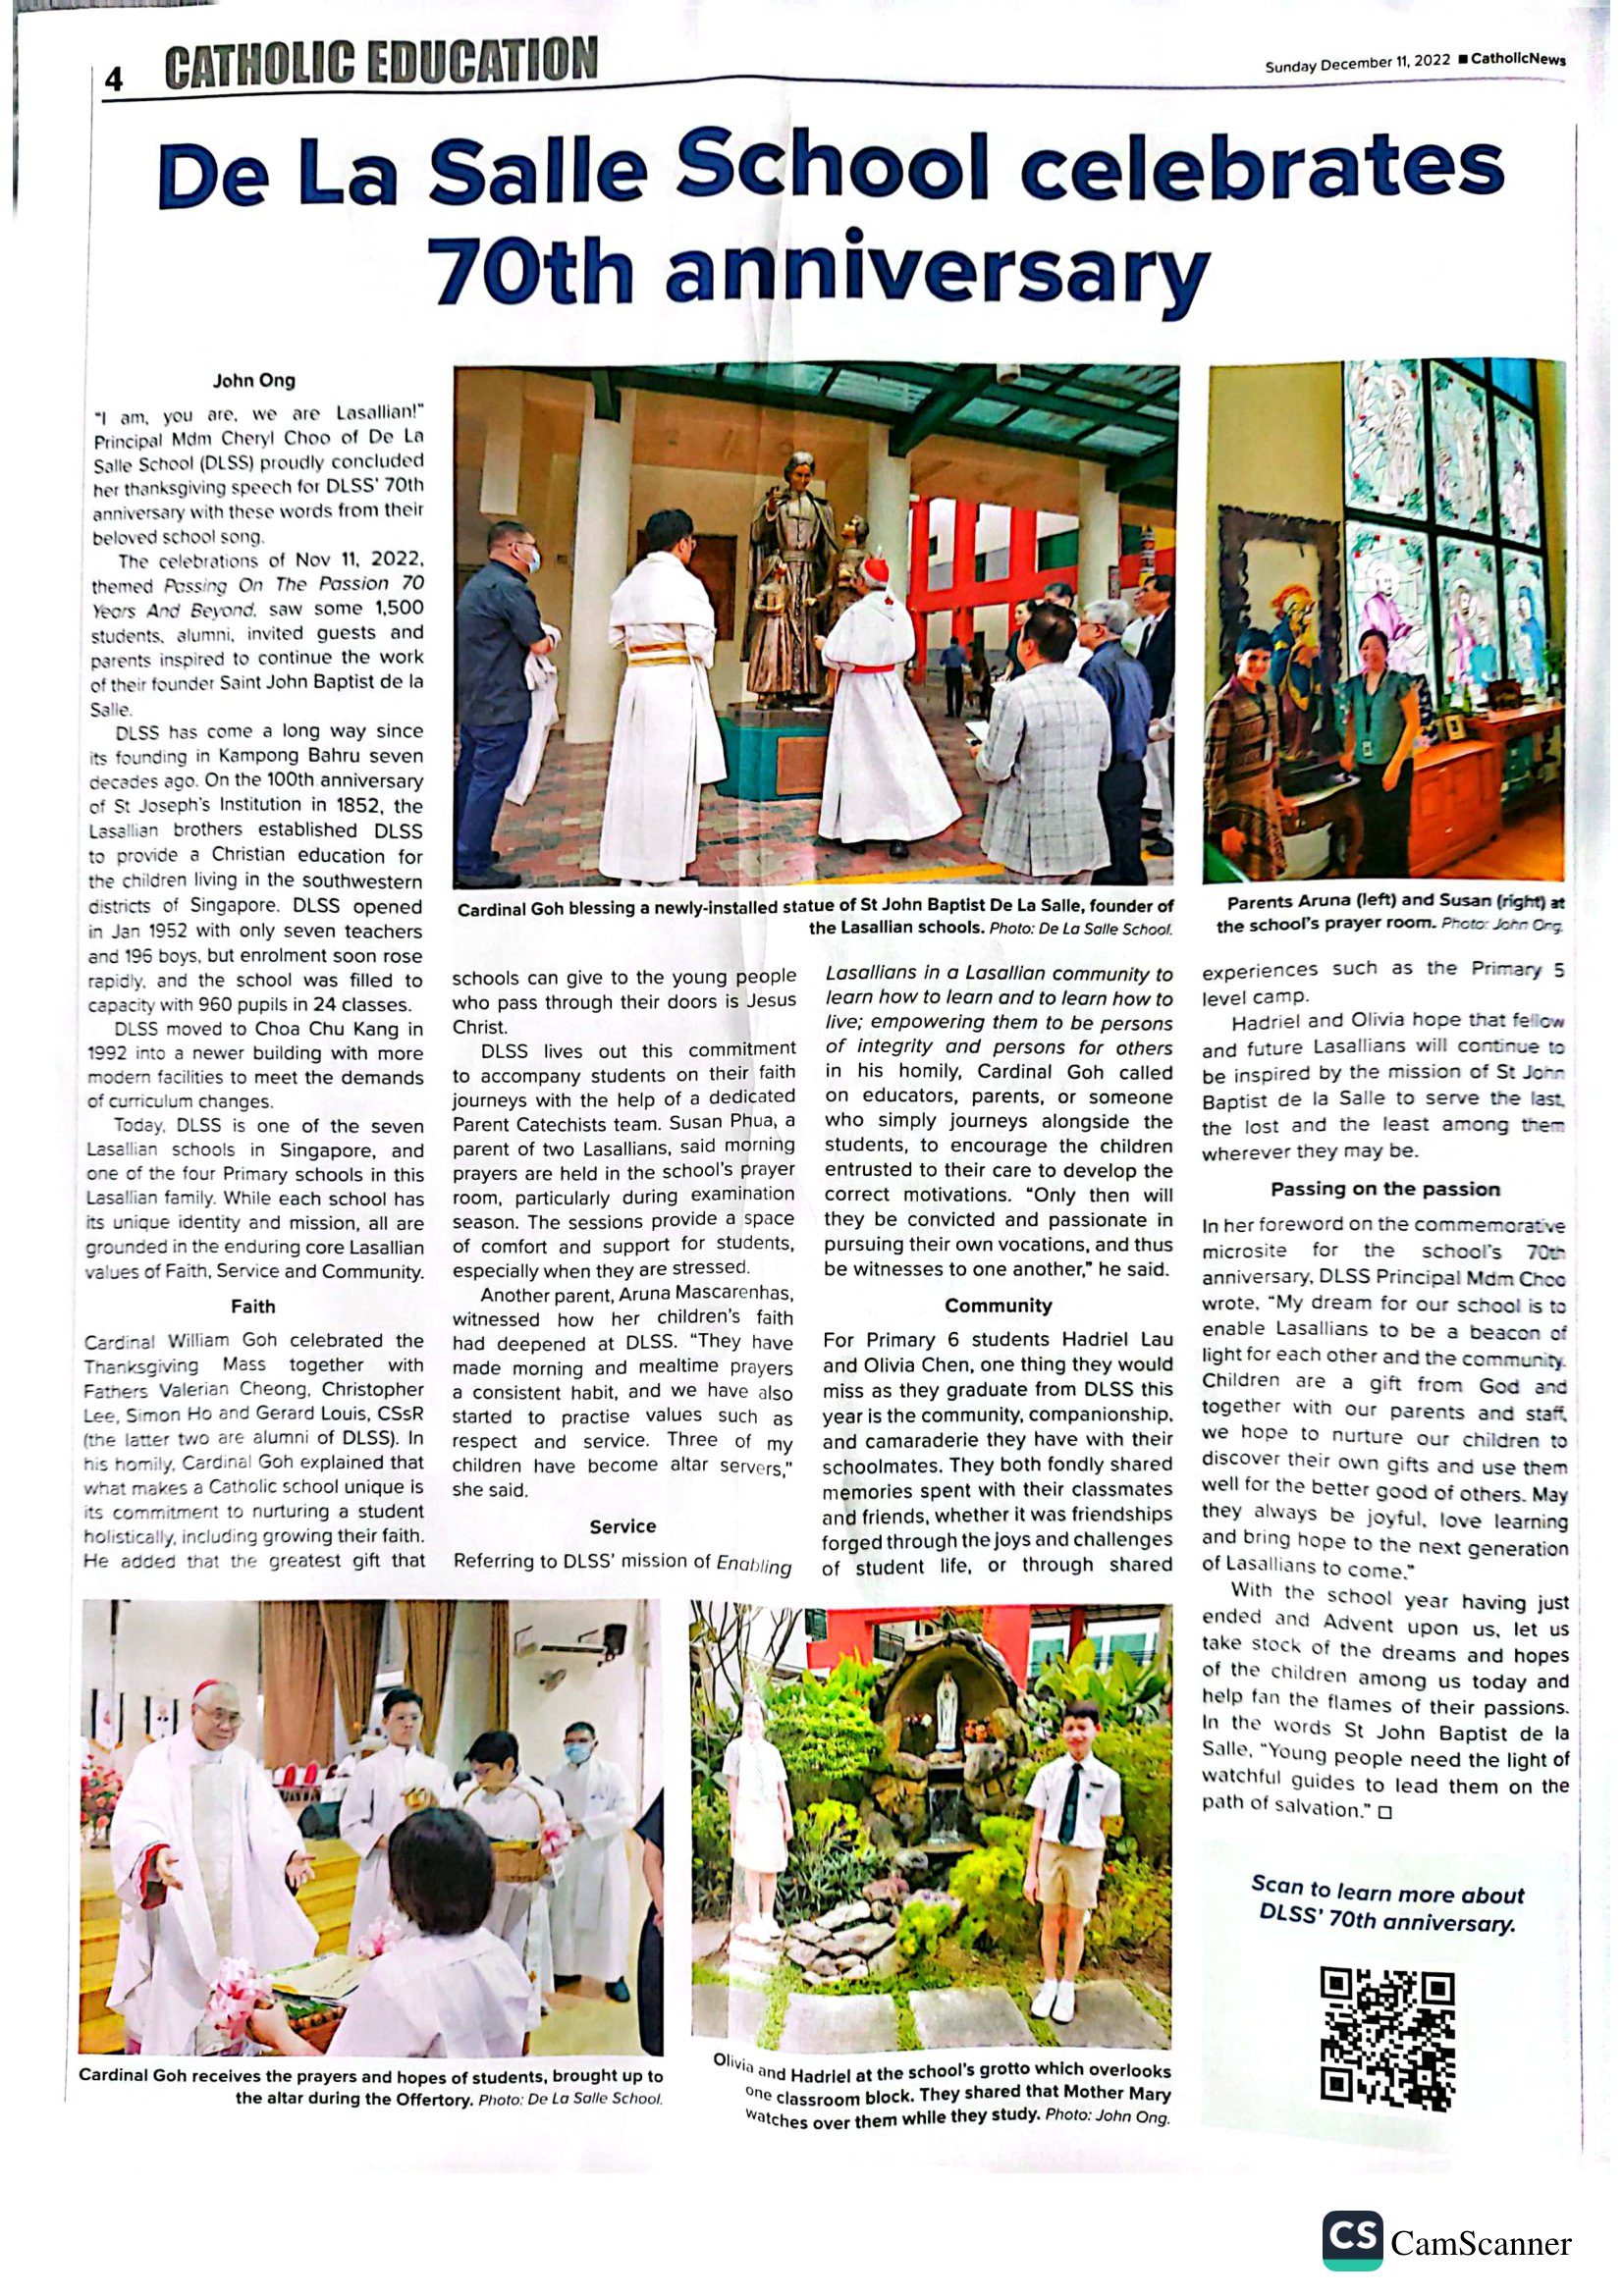 4 CATHOLIC EDUCATION
Sunday December 11, 2022 ■ CatholicNews
De La Salle School celebrates
70th anniversary
John Ong
"I am, you are, we are Lasallian!"
Principal Mdm Cheryl Choo of De La
Salle School (DLSS) proudly concluded
her thanksgiving speech for DLSS' 70th
anniversary with these words from their
beloved school song.
The celebrations of Nov 11, 2022,
themed Passing On The Passion 70
Years And Beyond, saw some 1,500
students, alumni, invited guests and
parents inspired to continue the work
of their founder Saint John Baptist de la
Salle.
DLSS has come a long way since
its founding in Kampong Bahru seven
decades ago. On the 100th anniversary
of St Joseph's Institution in 1852, the
Lasallian brothers established DLSS
to provide a Christian education for
the children living in the southwestern
districts of Singapore. DLSS opened
in Jan 1952 with only seven teachers
and 196 boys, but enrolment soon rose
rapidly, and the school was filled to
capacity with 960 pupils in 24 classes.
DLSS moved to Choa Chu Kang in
1992 into a newer building with more
modern facilities to meet the demands
of curriculum changes.
Today, DLSS is one of the seven
Lasallian schools in Singapore, and
one of the four Primary schools in this
Lasallian family. While each school has
its unique identity and mission, all are
grounded in the enduring core Lasallian
values of Faith, Service and Community.
Faith
Cardinal William Goh celebrated the
Thanksgiving Mass together with
Fathers Valerian Cheong, Christopher
Lee, Simon Ho and Gerard Louis, CSsR
(the latter two are alumni of DLSS). In
his homily, Cardinal Goh explained that
what makes a Catholic school unique is
its commitment to nurturing a student
holistically, including growing their faith.
He added that the greatest gift that
Cardinal Goh blessing a newly-installed statue of St John Baptist De La Salle, founder of
the Lasallian schools. Photo: De La Salle School.
schools can give to the young people
who pass through their doors is Jesus
Christ.
DLSS lives out this commitment
to accompany students on their faith
journeys with the help of a dedicated
Parent Catechists team. Susan Phua, a
parent of two Lasallians, said morning
prayers are held in the school's prayer
room, particularly during examination
season. The sessions provide a space
of comfort and support for students,
especially when they are stressed.
Another parent, Aruna Mascarenhas,
witnessed how her children's faith
had deepened at DLSS. "They have
made morning and mealtime prayers
a consistent habit, and we have also
started to practise values such as
respect and service. Three of my
children have become altar servers,"
she said.
Service
Referring to DLSS' mission of Enabling
Lasallians in a Lasallian community to
learn how to learn and to learn how to
live; empowering them to be persons
of integrity and persons for others
in his homily, Cardinal Goh called
on educators, parents, or someone
who simply journeys alongside the
students, to encourage the children
entrusted to their care to develop the
correct motivations. "Only then will
they be convicted and passionate in
pursuing their own vocations, and thus
be witnesses to one another," he said.
Community
For Primary 6 students Hadriel Lau
and Olivia Chen, one thing they would
miss as they graduate from DLSS this
year is the community, companionship,
and camaraderie they have with their
schoolmates. They both fondly shared
memories spent with their classmates
and friends, whether it was friendships
forged through the joys and challenges
of student life, or through shared
Parents Aruna (left) and Susan (right) at
the school's prayer room. Photo: John Ong.
experiences such as the Primary 5
level camp.
Hadriel and Olivia hope that fellow
and future Lasallians will continue to
be inspired by the mission of St John
Baptist de la Salle to serve the last,
the lost and the least among them
wherever they may be.
Passing on the passion
In her foreword on the commemorative
microsite for the school's 70th
anniversary, DLSS Principal Mdm Choo
wrote, "My dream for our school is to
enable Lasallians to be a beacon of
light for each other and the community.
Children are a gift from God and
together with our parents and staff,
we hope to nurture our children to
discover their own gifts and use them
well for the better good of others. May
they always be joyful, love learning
and bring hope to the next generation
of Lasallians to come."
With the school year having just
ended and Advent upon us, let us
take stock of the dreams and hopes
of the children among us today and
help fan the flames of their passions.
In the words St John Baptist de la
Salle, "Young people need the light of
watchful guides to lead them on the
path of salvation." □
Cardinal Goh receives the prayers and hopes of students, brought up to
the altar during the Offertory. Photo: De La Salle School.
Olivia and Hadriel at the school's grotto which overlooks
one classroom block. They shared that Mother Mary
watches over them while they study. Photo: John Ong.
Scan to learn more about
DLSS' 70th anniversary.
CS CamScanner